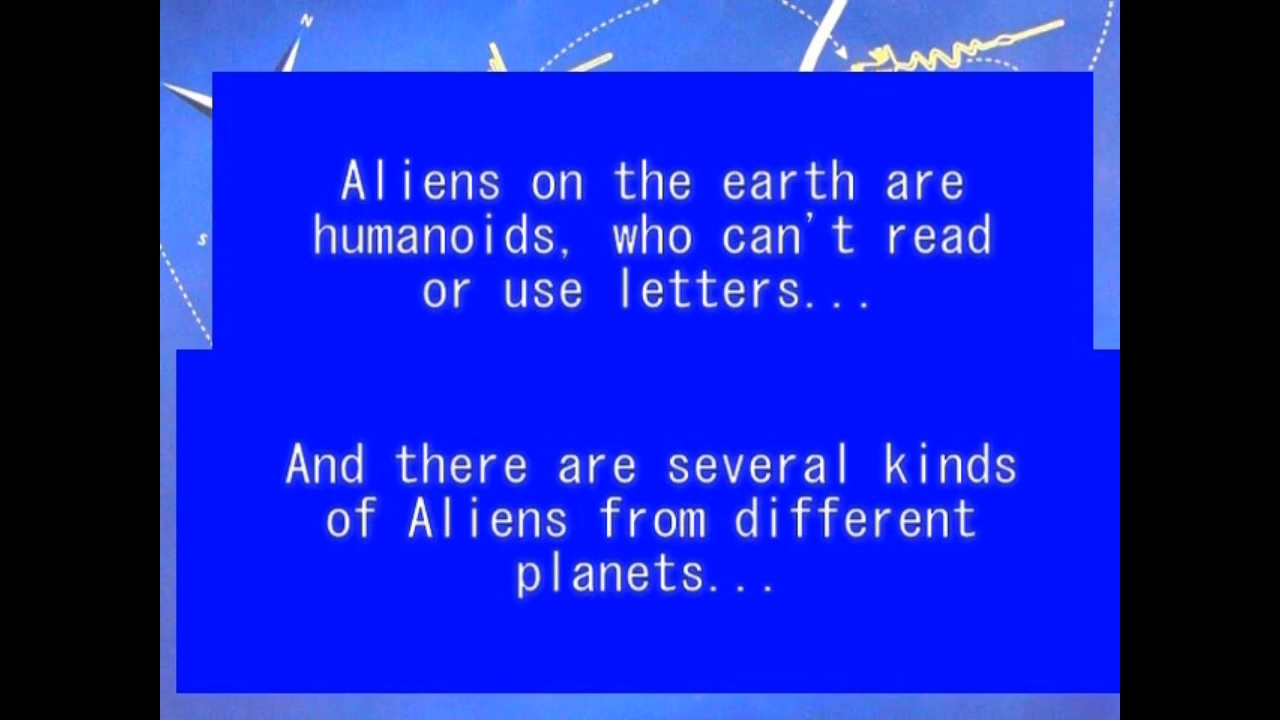 N
S
Aliens on the earth are
humanoids, who can't read
or use letters...
And there are several kinds
of Aliens from different
planets...